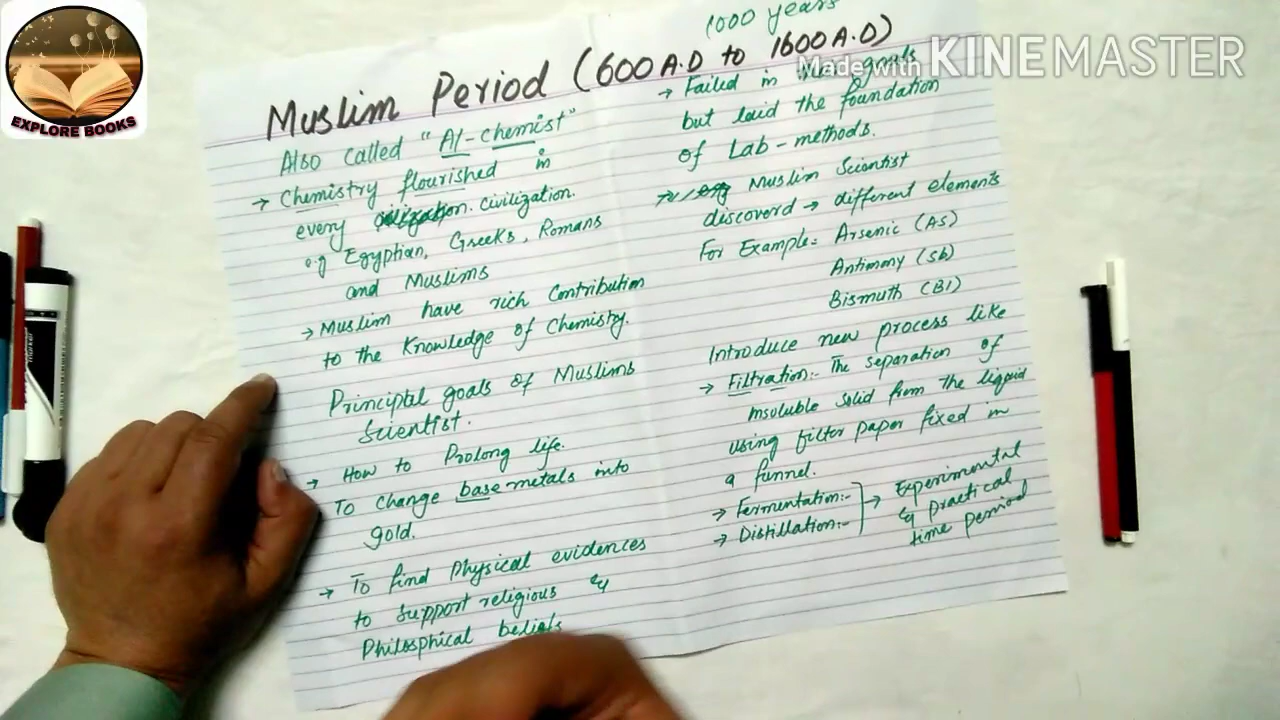 EXPLORE BOOKS
Made with KINEMASTER
1000 years
Muslim Period (600 A.D to 1600 A.D)
Also called "Al-chemist"
→ Chemistry flourished in
every civilization.
e.g Egyptian, Greeks, Romans
and Muslims
→ Muslim have rich contribution
to the Knowledge of Chemistry.
Principtal goals of Muslims
Scientist.
→ How to Prolong life.
To change base metals into
gold.
→ To find Physical evidences
to support religious &
Philosphical beliefs
→ Failed in goals
but laid the foundation
of Lab-methods.
Muslim Scientist
discoverd → different elements
For Example:- Arsenic (AS)
Antimony (Sb)
Bismuth (BI)
Introduce new process like
→ Filtration:- The separation of
insoluble solid from the liquid
using filter paper fixed in
a funnel.
→ Fermentation:-
→ Distillation:-
→ Experimental
& practical
time period